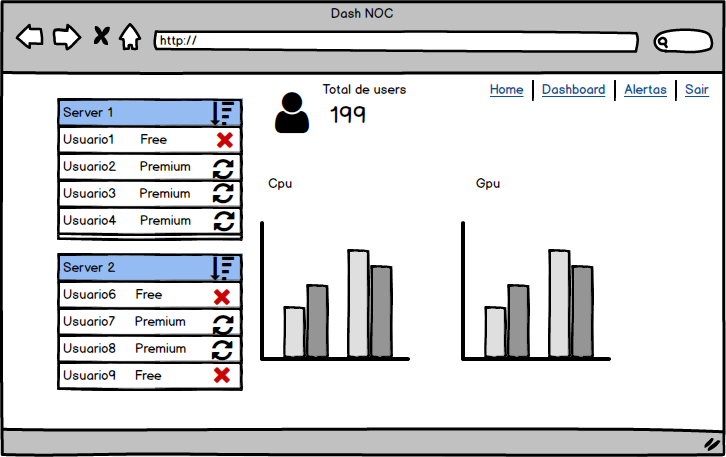 Dash NOC
http://
Home Dashboard Alertas Sair
Total de users
199
Server 1
Usuario1 Free
Usuario2 Premium
Usuario3 Premium
Usuario4 Premium
Server 2
Usuario6 Free
Usuario7 Premium
Usuario8 Premium
Usuario9 Free
Cpu
Gpu